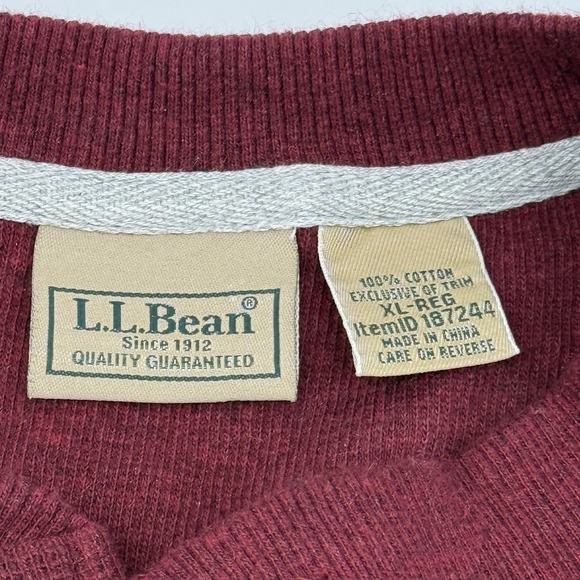 L.L.Bean®
Since 1912
QUALITY GUARANTEED
100% COTTON
EXCLUSIVE OF TRIM
XL-REG
ItemID 187244
MADE IN CHINA
CARE ON REVERSE